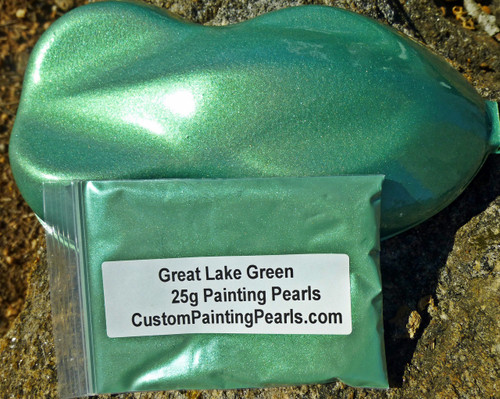 Great Lake Green
25g Painting Pearls
CustomPaintingPearls.com